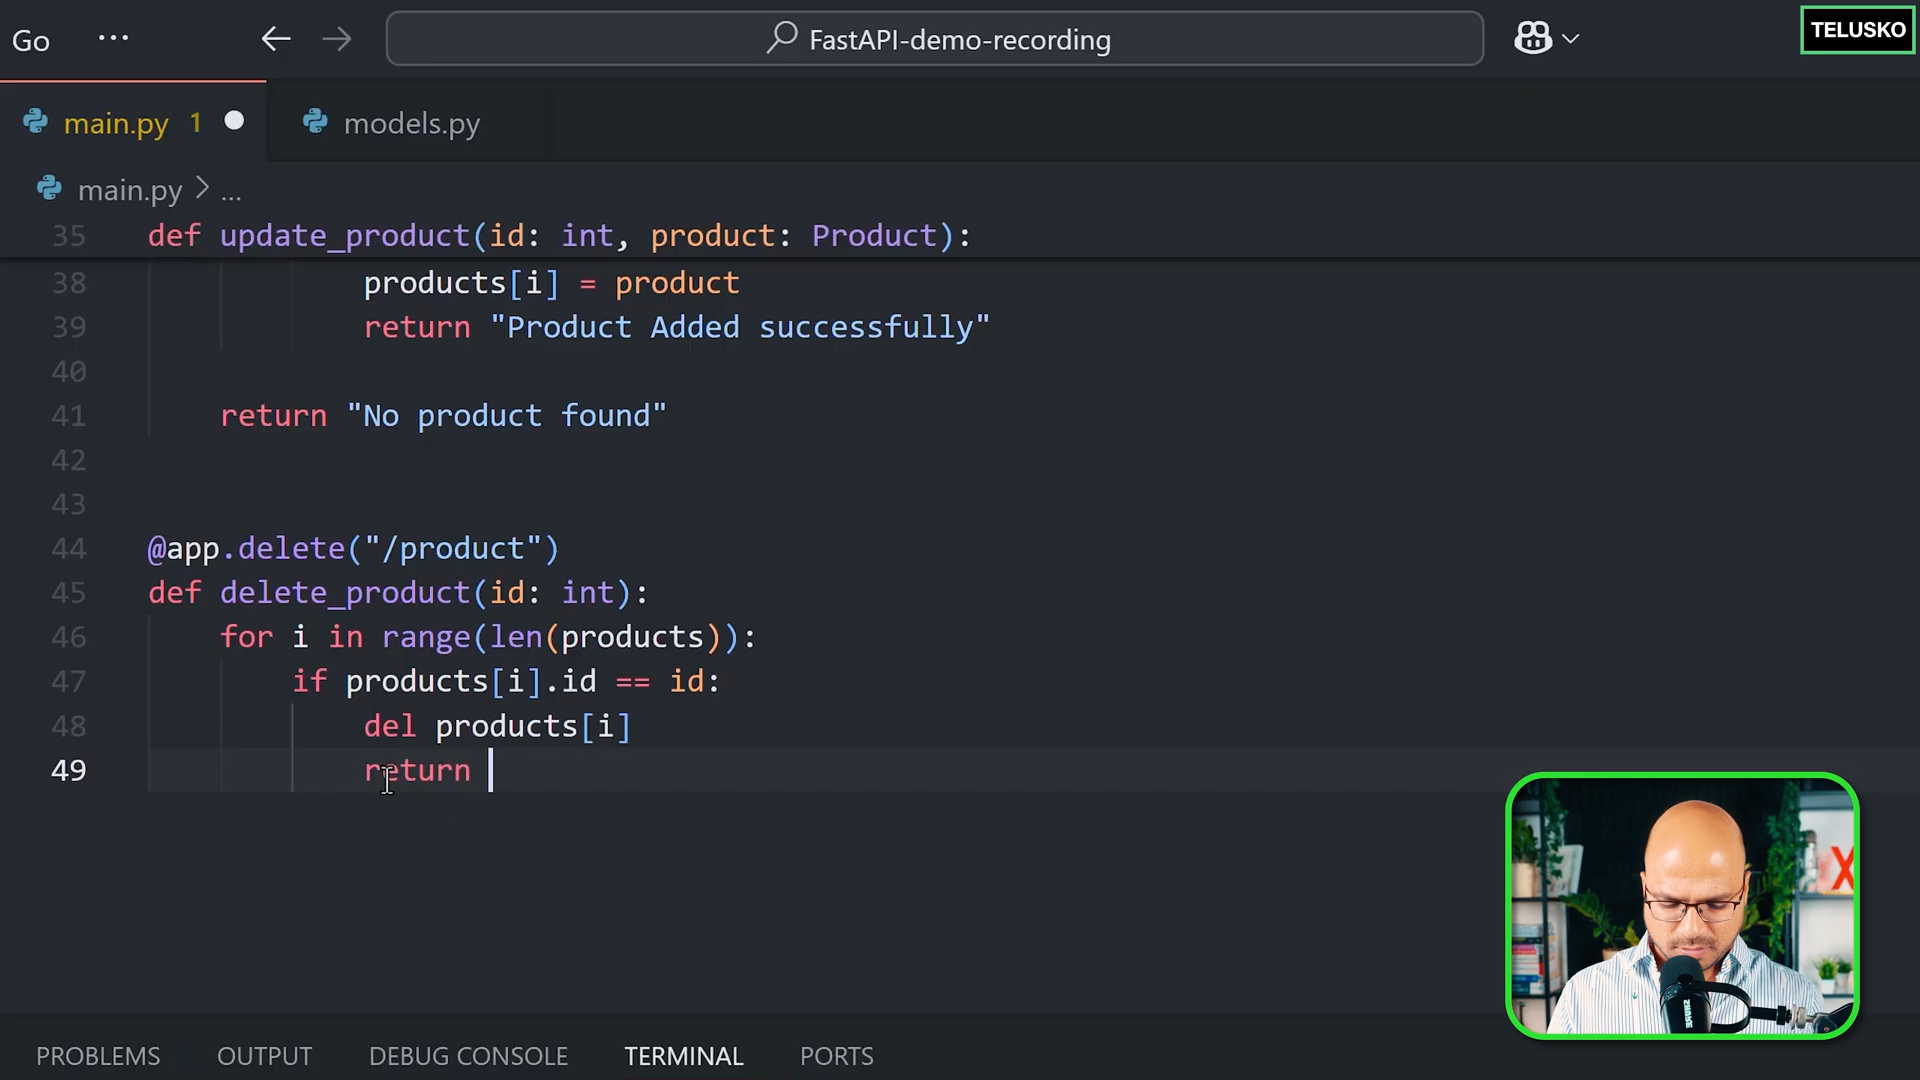 Go ... FastAPI-demo-recording TELUSKO
main.py 1 models.py
main.py > ...
35 def update_product(id: int, product: Product):
38 products[i] = product
39 return "Product Added successfully"
40
41 return "No product found"
42
43
44 @app.delete("/product")
45 def delete_product(id: int):
46 for i in range(len(products)):
47 if products[i].id == id:
48 del products[i]
49 return
PROBLEMS OUTPUT DEBUG CONSOLE TERMINAL PORTS